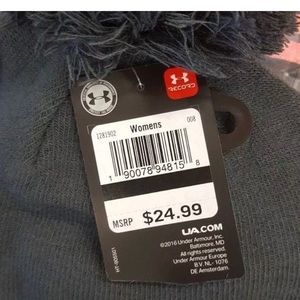 RECORD
1281902 Womens 008
1 90078 94815 8
MSRP $24.99
UA.COM
©2016 Under Armour, Inc.
Baltimore, MD
All rights reserved.
Under Armour Europe
B.V. NL - 1076
DE Amsterdam.